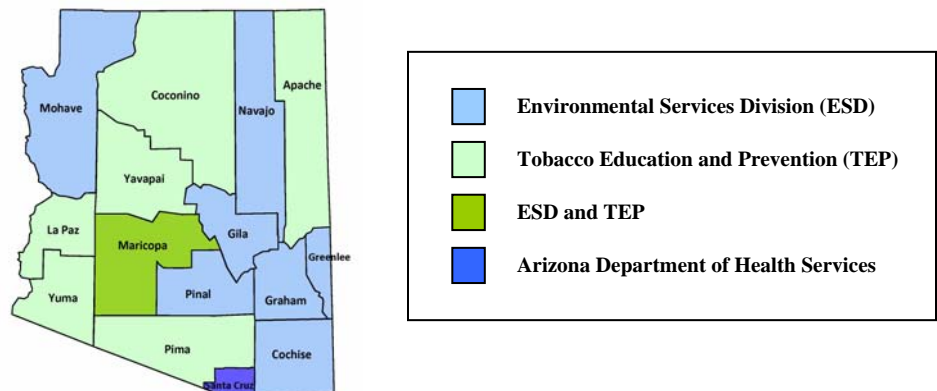 Mohave
Coconino
Navajo
Apache
Yavapai
La Paz
Maricopa
Gila
Greenlee
Yuma
Pinal
Graham
Pima
Cochise
Santa Cruz
Environmental Services Division (ESD)
Tobacco Education and Prevention (TEP)
ESD and TEP
Arizona Department of Health Services